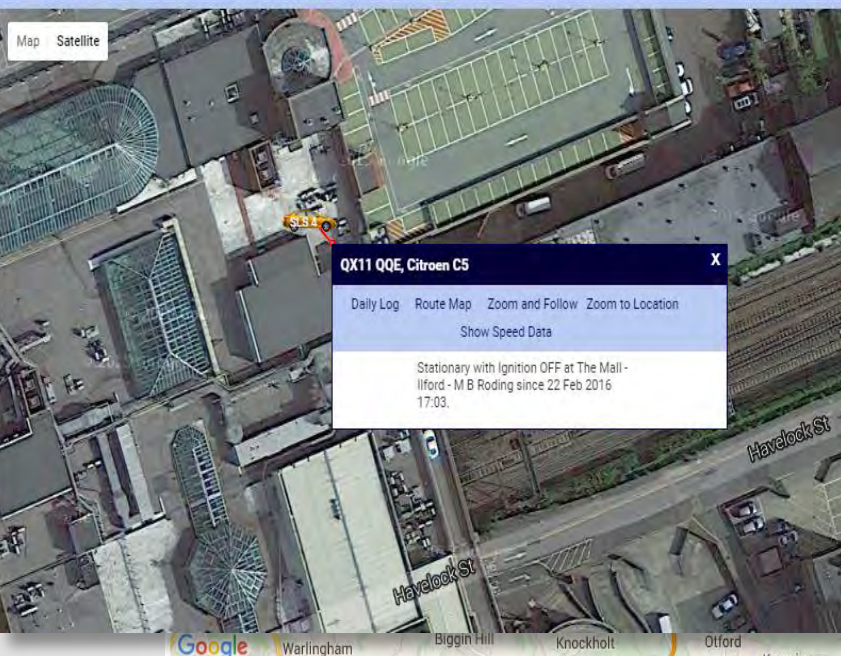 Map Satellite
SLS 4
QX11 QQE, Citroen C5
X
Daily Log Route Map Zoom and Follow Zoom to Location
Show Speed Data
Stationary with Ignition OFF at The Mall -
Ilford - M B Roding since 22 Feb 2016
17:03.
Havelock St
Havelock St
Google Warlingham Biggin Hill Knockholt Otford